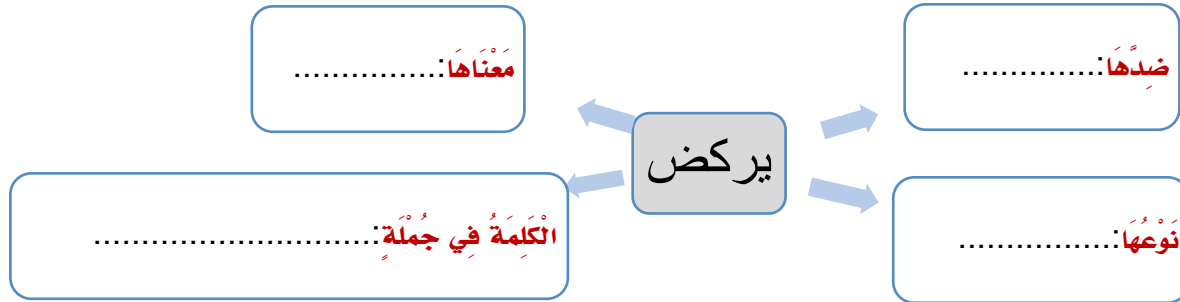 ضِدَّهَا:..............
مَعْنَاهَا:...............
يركض
نَوْعُهَا:................
الْكَلِمَةُ فِي جُمْلَةٍ:.............................